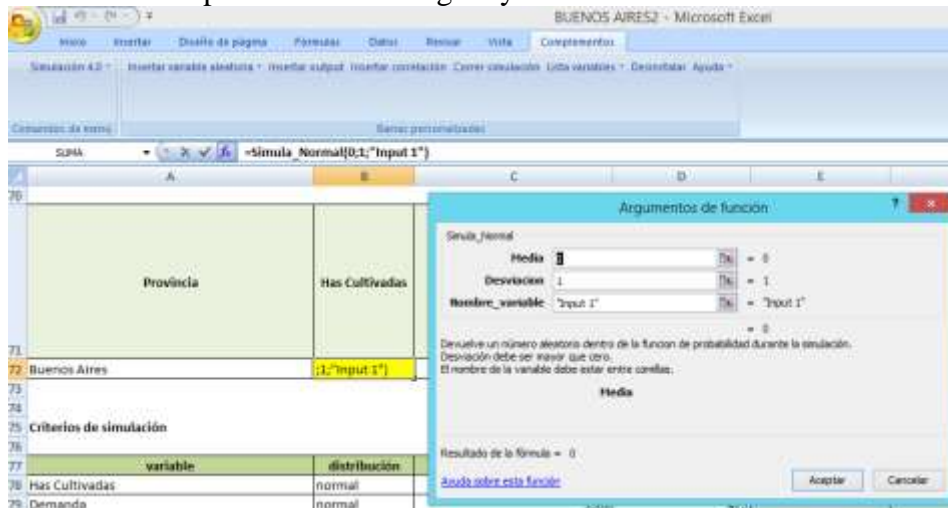 BUENOS AIRES2 - Microsoft Excel
Inicio Insertar Diseño de página Fórmulas Datos Revisar Vista Complementos
Simulación 4.0 Insertar variable aleatoria Insertar output Insertar correlación Correr simulación Lista variables Desinstalar Ayuda
Barras personalizadas
SUMA =Simula_Normal(0;1;"Input 1")
A B C D E
70
Provincia Has Cultivadas
71
72 Buenos Aires ;1;"Input 1")
73
74
75 Criterios de simulación
76
77 variable distribución
78 Has Cultivadas normal
79 Demanda normal
Argumentos de función
Simula_Normal
Media 0 = 0
Desviacion 1 = 1
Nombre_variable "Input 1" = "Input 1"
= 0
Devuelve un número aleatorio dentro de la funcion de probabilidad durante la simulación.
Desviación debe ser mayor que cero.
El nombre de la variable debe estar entre comillas.
Media
Resultado de la fórmula = 0
Ayuda sobre esta función Aceptar Cancelar